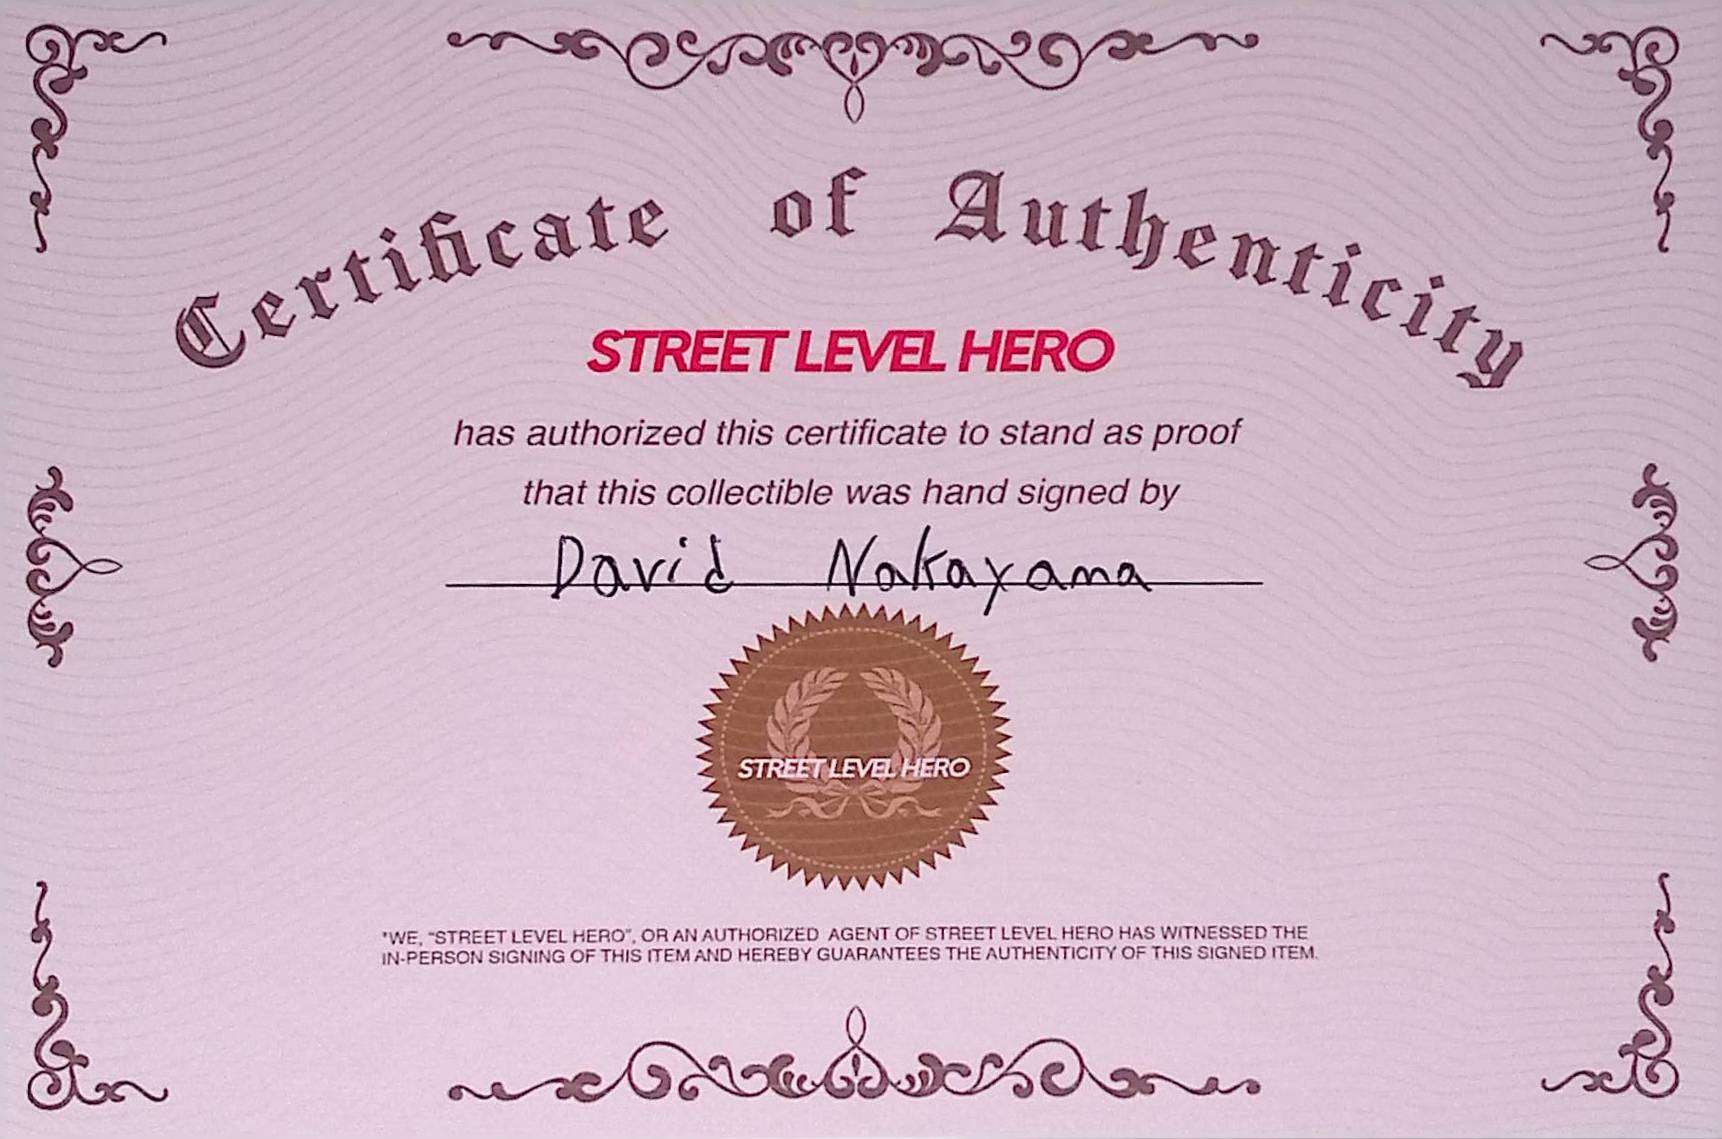 Certificate of Authenticity
STREET LEVEL HERO
has authorized this certificate to stand as proof
that this collectible was hand signed by
David Nakayama
STREET LEVEL HERO
*WE, "STREET LEVEL HERO", OR AN AUTHORIZED AGENT OF STREET LEVEL HERO HAS WITNESSED THE
IN-PERSON SIGNING OF THIS ITEM AND HEREBY GUARANTEES THE AUTHENTICITY OF THIS SIGNED ITEM.